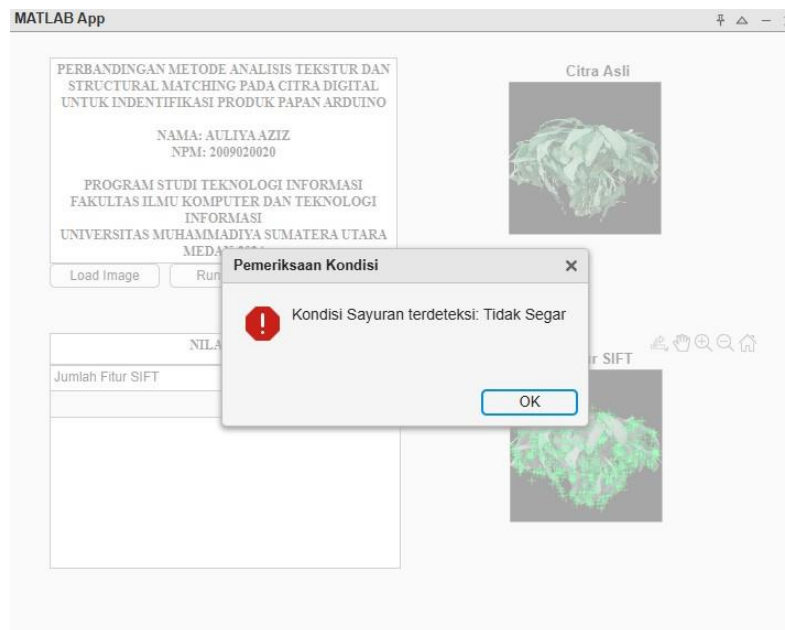 MATLAB App
PERBANDINGAN METODE ANALISIS TEKSTUR DAN
STRUCTURAL MATCHING PADA CITRA DIGITAL
UNTUK INDENTIFIKASI PRODUK PAPAN ARDUINO
NAMA: AULIYA AZIZ
NPM: 2009020020
PROGRAM STUDI TEKNOLOGI INFORMASI
FAKULTAS ILMU KOMPUTER DAN TEKNOLOGI
INFORMASI
UNIVERSITAS MUHAMMADIYA SUMATERA UTARA
Citra Asli
Load Image
Run
Pemeriksaan Kondisi
Kondisi Sayuran terdeteksi: Tidak Segar
OK
Jumlah Fitur SIFT
SIFT